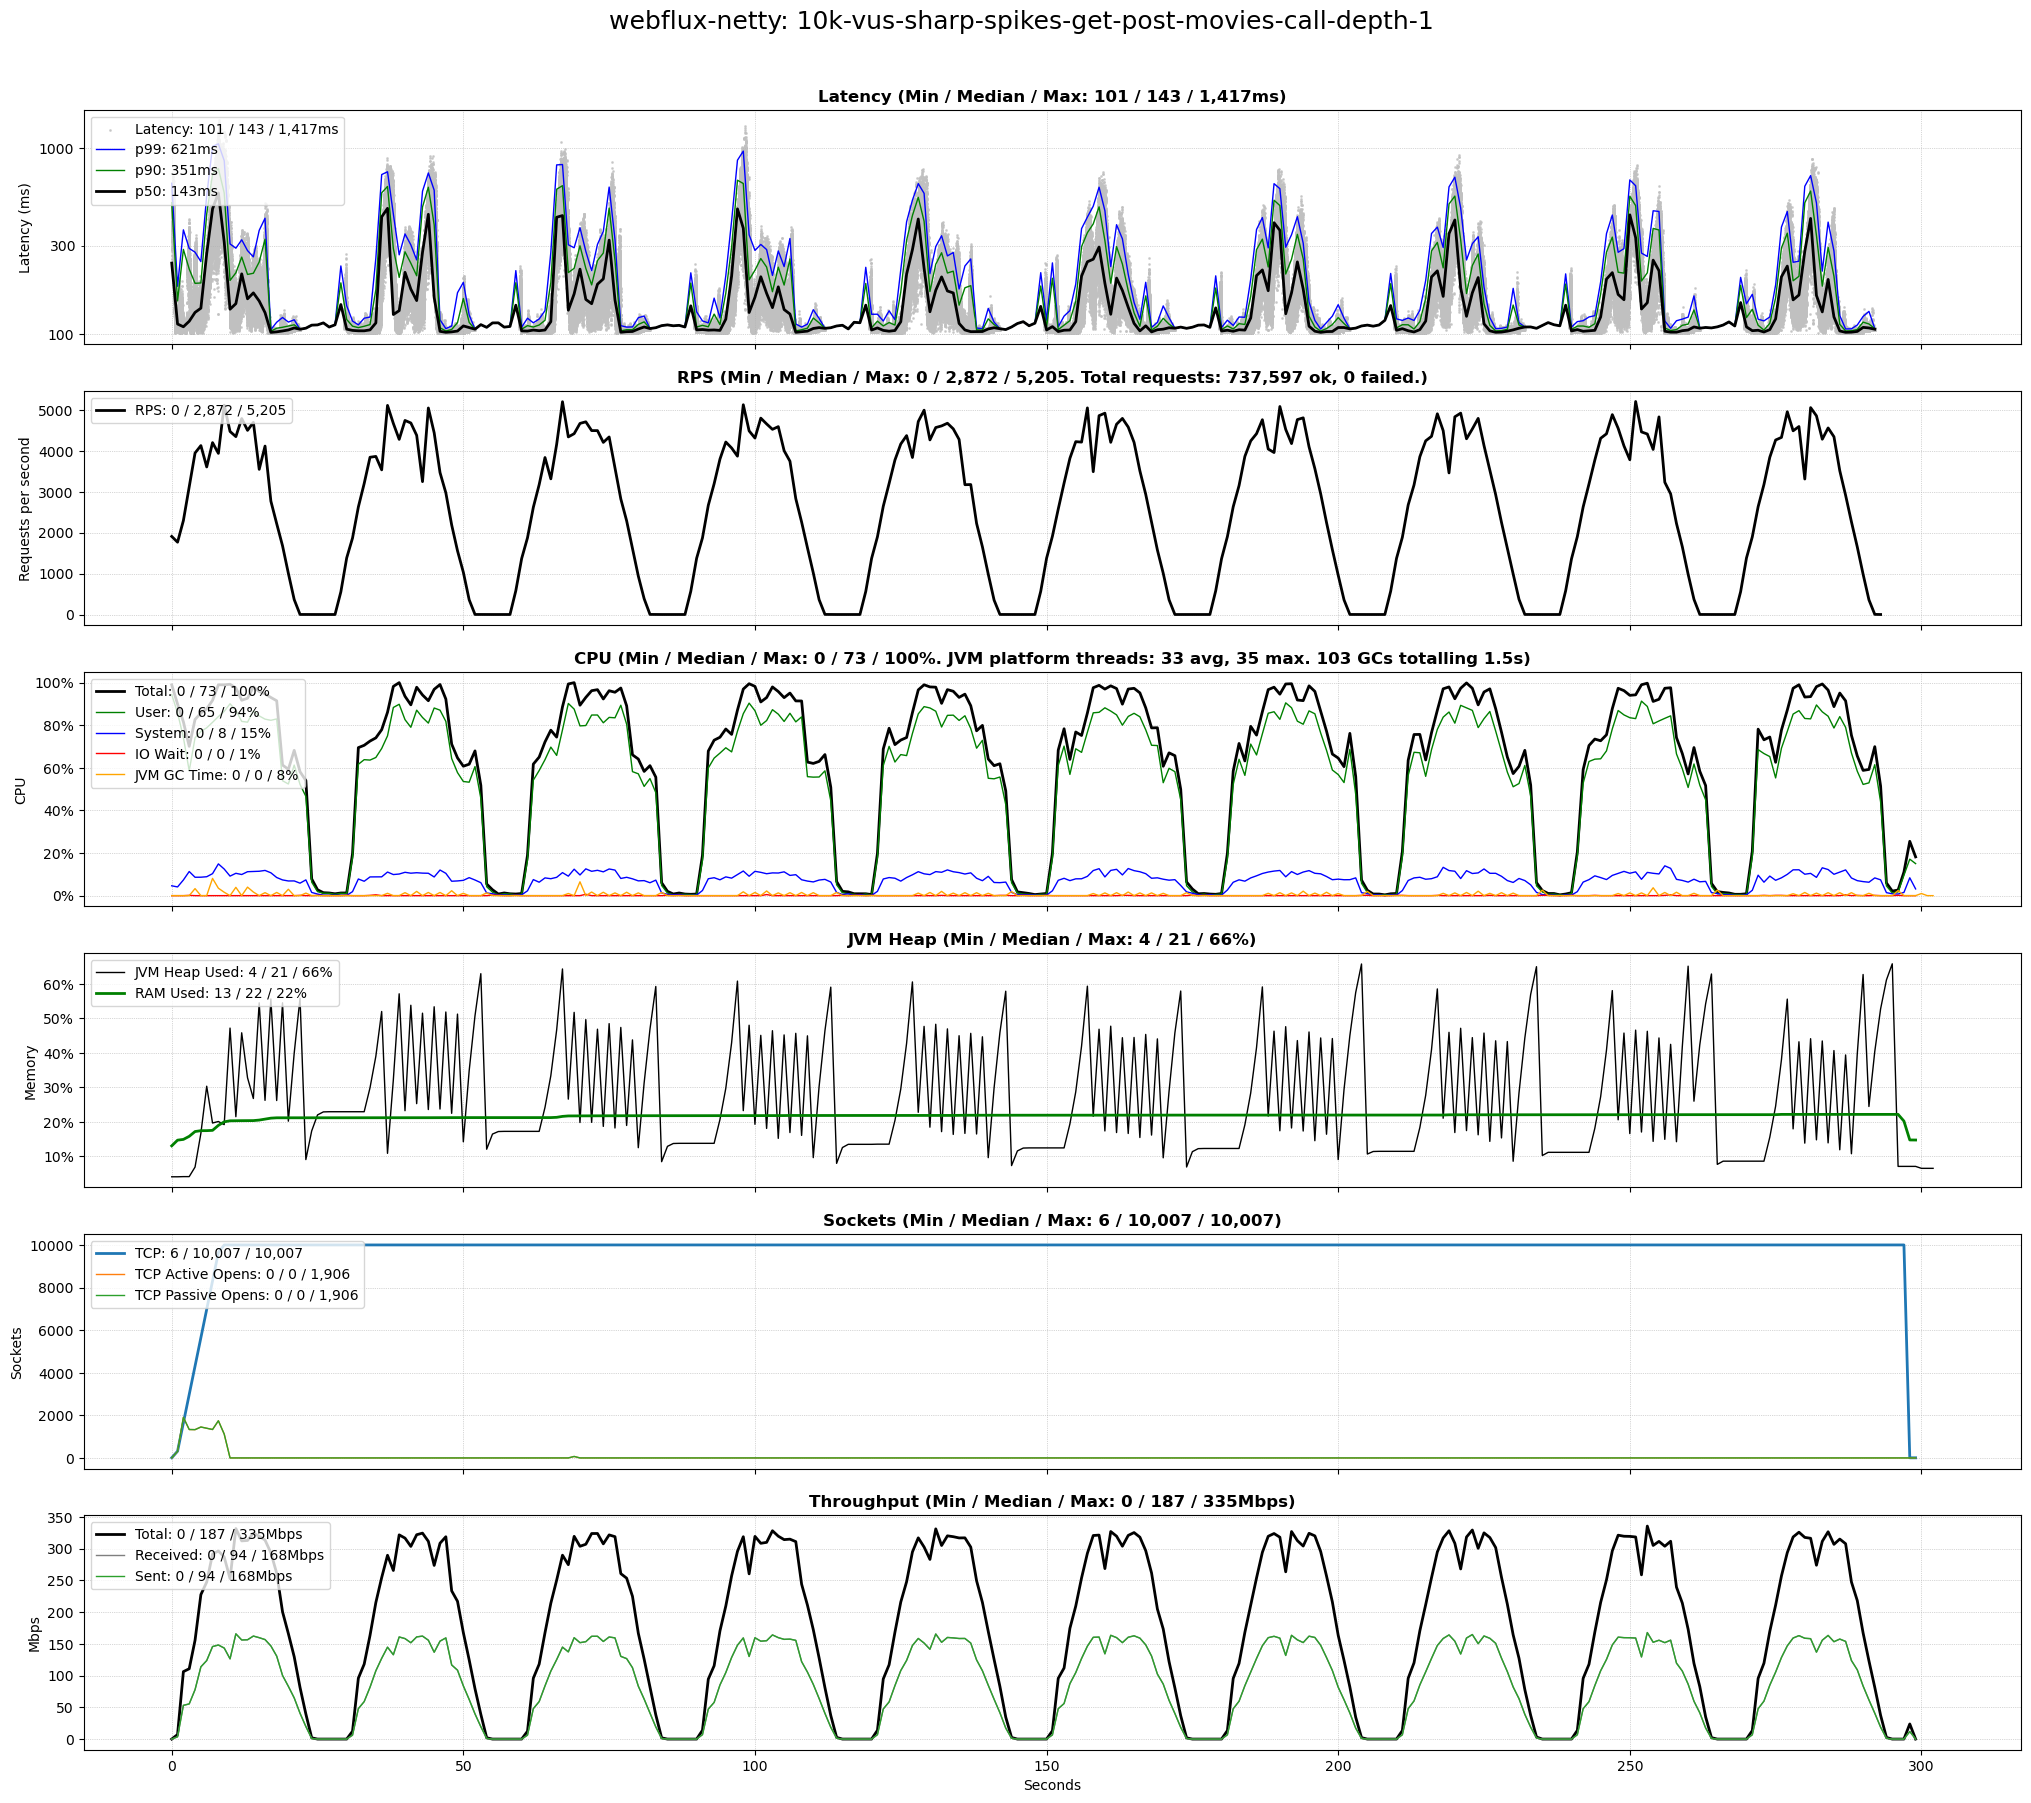 webflux-netty: 10k-vus-sharp-spikes-get-post-movies-call-depth-1
Latency (Min / Median / Max: 101 / 143 / 1,417ms)
Latency: 101 / 143 / 1,417ms
p99: 621ms
p90: 351ms
p50: 143ms
1000
300
100
Latency (ms)
RPS (Min / Median / Max: 0 / 2,872 / 5,205. Total requests: 737,597 ok, 0 failed.)
RPS: 0 / 2,872 / 5,205
5000
4000
3000
2000
1000
0
Requests per second
CPU (Min / Median / Max: 0 / 73 / 100%. JVM platform threads: 33 avg, 35 max. 103 GCs totalling 1.5s)
Total: 0 / 73 / 100%
User: 0 / 65 / 94%
System: 0 / 8 / 15%
IO Wait: 0 / 0 / 1%
JVM GC Time: 0 / 0 / 8%
100%
80%
60%
40%
20%
0%
CPU
JVM Heap (Min / Median / Max: 4 / 21 / 66%)
JVM Heap Used: 4 / 21 / 66%
RAM Used: 13 / 22 / 22%
60%
50%
40%
30%
20%
10%
Memory
Sockets (Min / Median / Max: 6 / 10,007 / 10,007)
TCP: 6 / 10,007 / 10,007
TCP Active Opens: 0 / 0 / 1,906
TCP Passive Opens: 0 / 0 / 1,906
10000
8000
6000
4000
2000
0
Sockets
Throughput (Min / Median / Max: 0 / 187 / 335Mbps)
Total: 0 / 187 / 335Mbps
Received: 0 / 94 / 168Mbps
Sent: 0 / 94 / 168Mbps
350
300
250
200
150
100
50
0
Mbps
0 50 100 150 200 250 300
Seconds